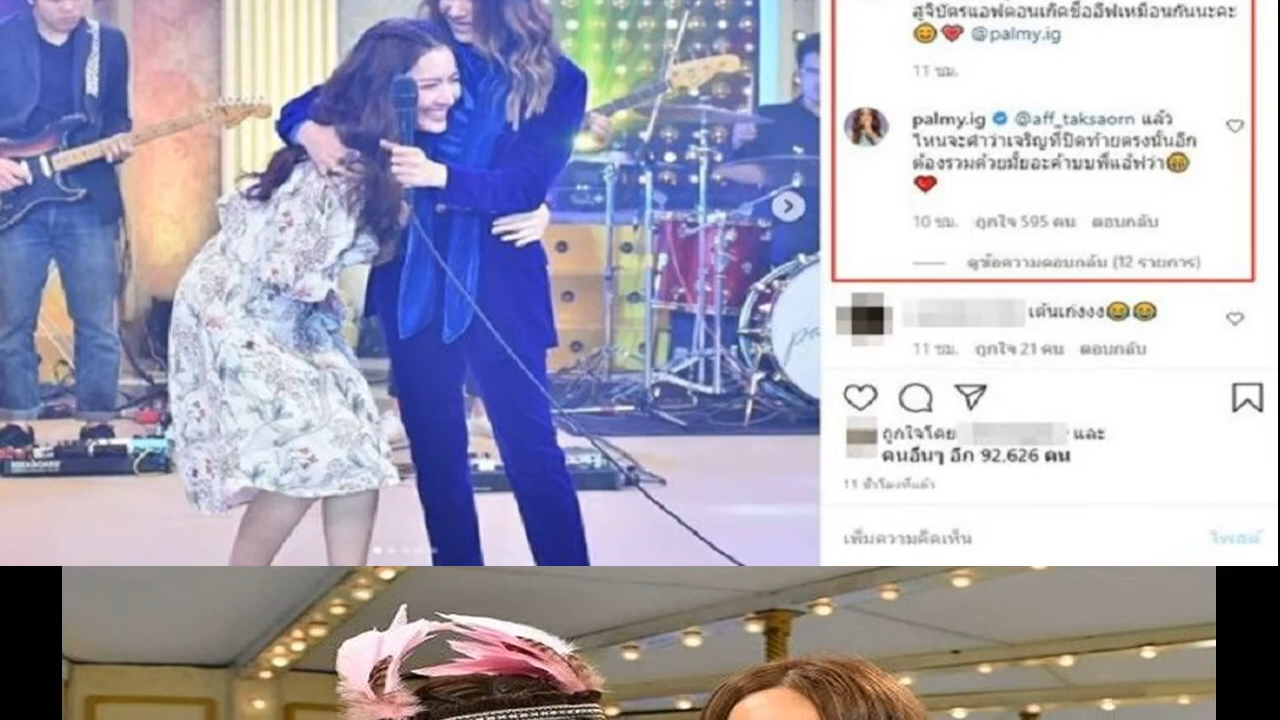 สูจิบัตรแอฟตอนเกิดชื่ออีฟเหมือนกันนะคะ
@palmy.ig
11 ชม.
palmy.ig @aff_taksaorn แล้ว
ไหนจะคำว่าเจริญที่ปิดท้ายตรงนั้นอีก
ต้องรวมด้วยมั้ยอะค้าบบพี่แอ๊ฟว่า
10 ชม. ถูกใจ 595 คน ตอบกลับ
ดูข้อความตอบกลับ (12 รายการ)
เต้นเก่งงง
11 ชม. ถูกใจ 21 คน ตอบกลับ
ถูกใจโดย และ
คนอื่นๆ อีก 92,626 คน
11 ชั่วโมงที่แล้ว
เพิ่มความคิดเห็น
โพสต์